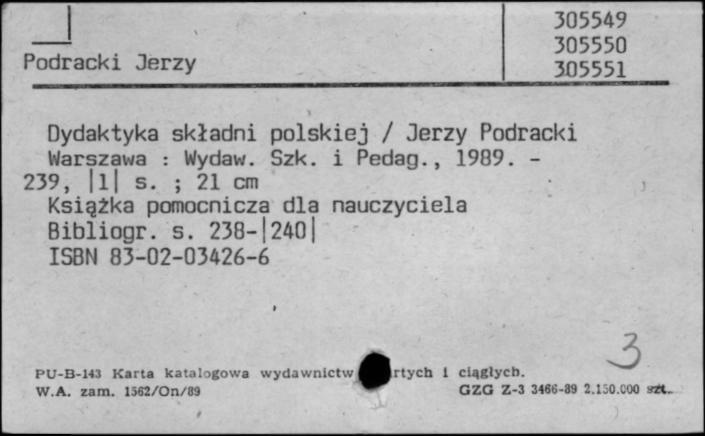 305549
305550
Podracki Jerzy
305551
Dydaktyka składni polskiej / Jerzy Podracki
Warszawa : Wydaw. Szk. i Pedag., 1989. -
239, |1| s. ; 21 cm
Książka pomocnicza dla nauczyciela
Bibliogr. s. 238-|240|
ISBN 83-02-03426-6
3
PU-B-143 Karta katalogowa wydawnictw rtych i ciągłych.
W.A. zam. 1562/On/89 GZG Z-3 3466-89 2.150.000 szt.